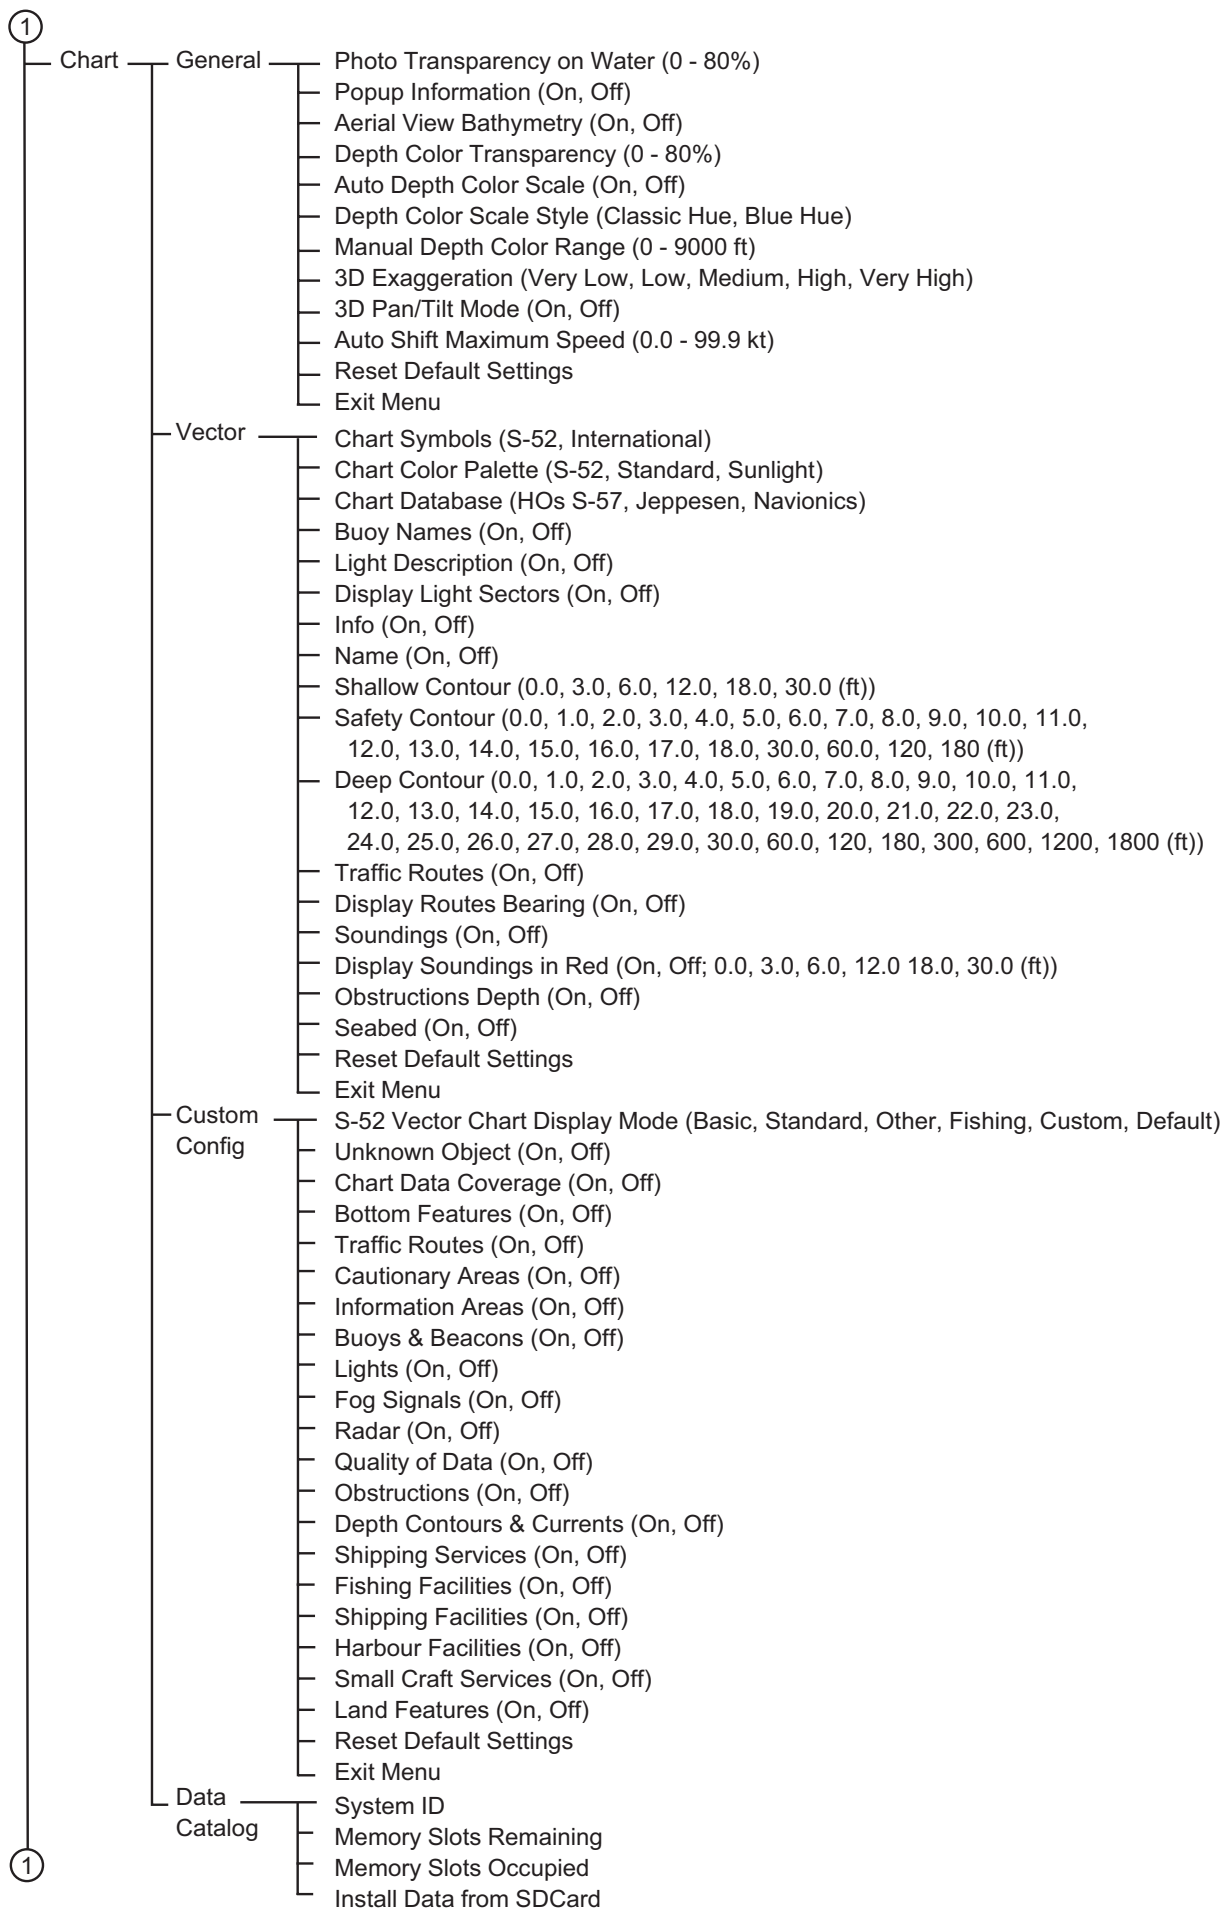 1
Chart
General
Photo Transparency on Water (0 - 80%)
Popup Information (On, Off)
Aerial View Bathymetry (On, Off)
Depth Color Transparency (0 - 80%)
Auto Depth Color Scale (On, Off)
Depth Color Scale Style (Classic Hue, Blue Hue)
Manual Depth Color Range (0 - 9000 ft)
3D Exaggeration (Very Low, Low, Medium, High, Very High)
3D Pan/Tilt Mode (On, Off)
Auto Shift Maximum Speed (0.0 - 99.9 kt)
Reset Default Settings
Exit Menu
Vector
Chart Symbols (S-52, International)
Chart Color Palette (S-52, Standard, Sunlight)
Chart Database (HOs S-57, Jeppesen, Navionics)
Buoy Names (On, Off)
Light Description (On, Off)
Display Light Sectors (On, Off)
Info (On, Off)
Name (On, Off)
Shallow Contour (0.0, 3.0, 6.0, 12.0, 18.0, 30.0 (ft))
Safety Contour (0.0, 1.0, 2.0, 3.0, 4.0, 5.0, 6.0, 7.0, 8.0, 9.0, 10.0, 11.0,
12.0, 13.0, 14.0, 15.0, 16.0, 17.0, 18.0, 30.0, 60.0, 120, 180 (ft))
Deep Contour (0.0, 1.0, 2.0, 3.0, 4.0, 5.0, 6.0, 7.0, 8.0, 9.0, 10.0, 11.0,
12.0, 13.0, 14.0, 15.0, 16.0, 17.0, 18.0, 19.0, 20.0, 21.0, 22.0, 23.0,
24.0, 25.0, 26.0, 27.0, 28.0, 29.0, 30.0, 60.0, 120, 180, 300, 600, 1200, 1800 (ft))
Traffic Routes (On, Off)
Display Routes Bearing (On, Off)
Soundings (On, Off)
Display Soundings in Red (On, Off; 0.0, 3.0, 6.0, 12.0 18.0, 30.0 (ft))
Obstructions Depth (On, Off)
Seabed (On, Off)
Reset Default Settings
Exit Menu
Custom
Config
S-52 Vector Chart Display Mode (Basic, Standard, Other, Fishing, Custom, Default)
Unknown Object (On, Off)
Chart Data Coverage (On, Off)
Bottom Features (On, Off)
Traffic Routes (On, Off)
Cautionary Areas (On, Off)
Information Areas (On, Off)
Buoys & Beacons (On, Off)
Lights (On, Off)
Fog Signals (On, Off)
Radar (On, Off)
Quality of Data (On, Off)
Obstructions (On, Off)
Depth Contours & Currents (On, Off)
Shipping Services (On, Off)
Fishing Facilities (On, Off)
Shipping Facilities (On, Off)
Harbour Facilities (On, Off)
Small Craft Services (On, Off)
Land Features (On, Off)
Reset Default Settings
Exit Menu
Data
Catalog
System ID
Memory Slots Remaining
Memory Slots Occupied
Install Data from SDCard
1